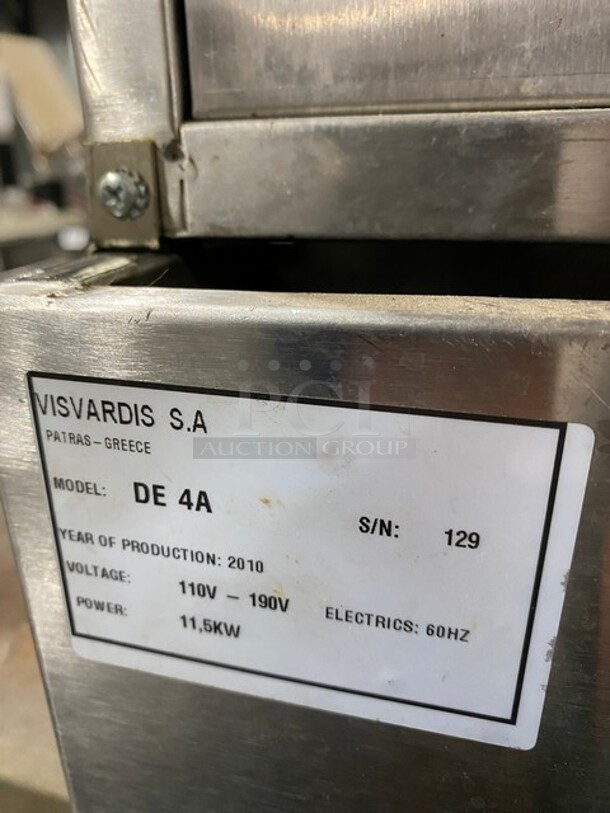 VISVARDIS S.A
PATRAS-GREECE
MODEL: DE 4A S/N: 129
YEAR OF PRODUCTION: 2010
VOLTAGE: 110V - 190V ELECTRICS: 60HZ
POWER: 11,5KW
PCI
AUCTION GROUP